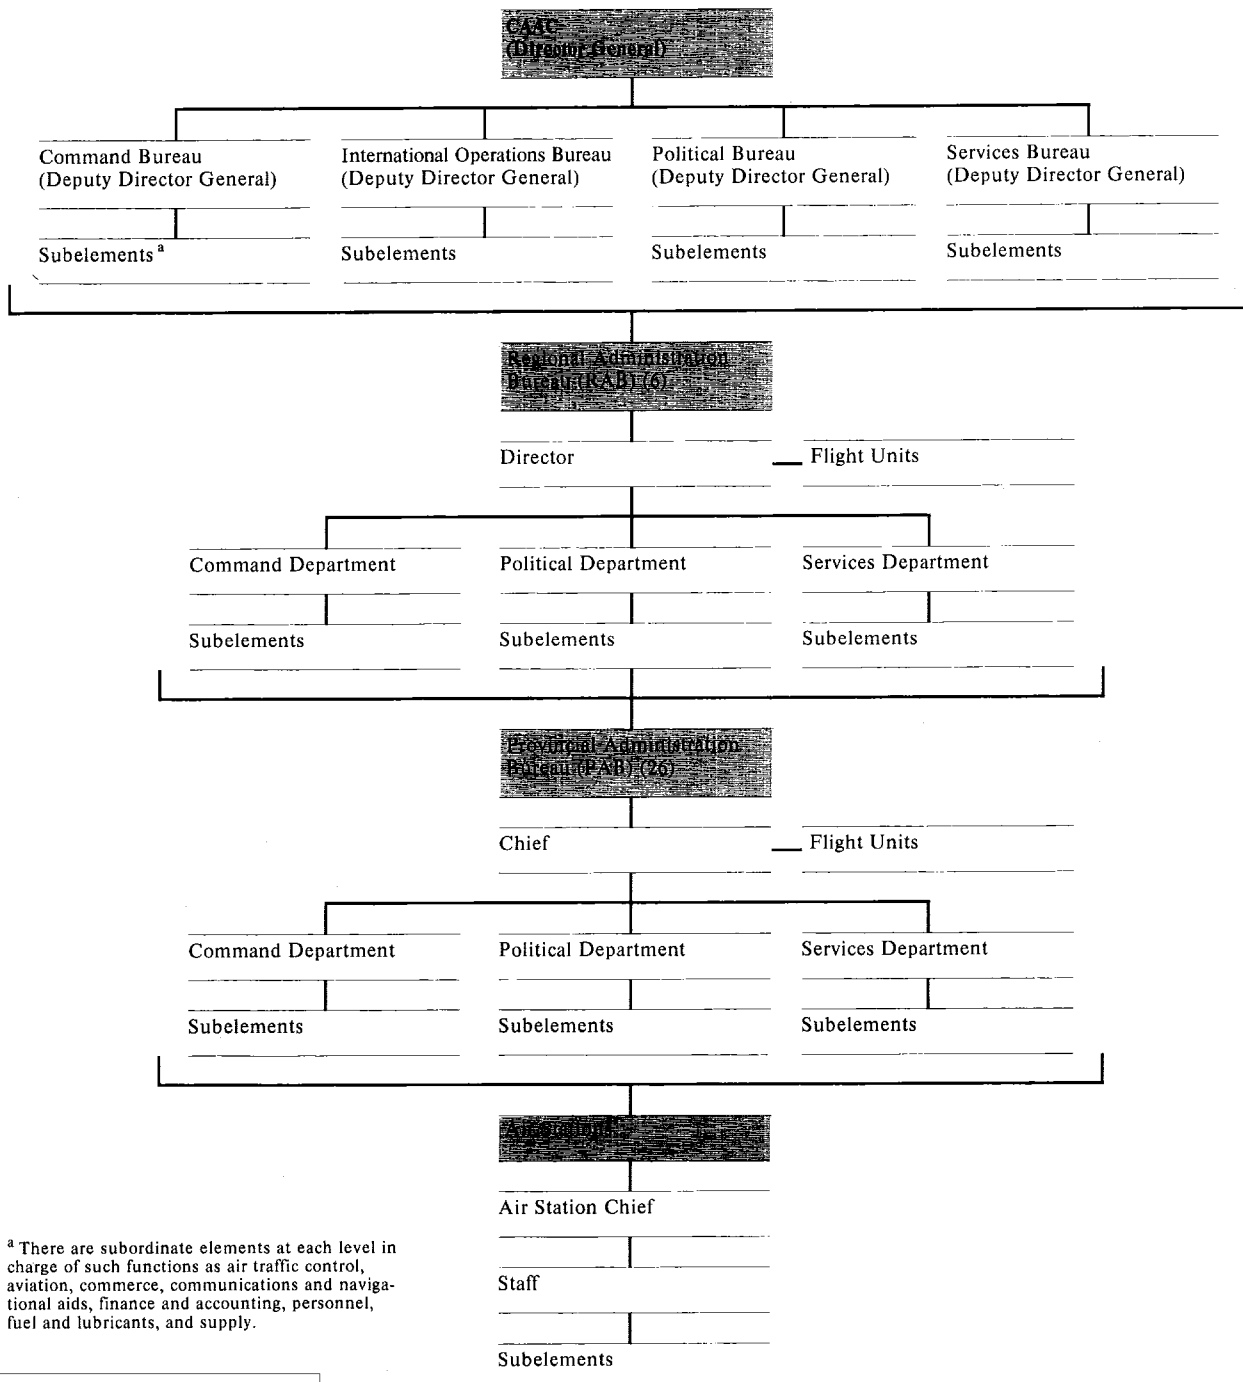 CAAC
(Director General)
Command Bureau
(Deputy Director General)
International Operations Bureau
(Deputy Director General)
Political Bureau
(Deputy Director General)
Services Bureau
(Deputy Director General)
Subelements a
Subelements
Subelements
Subelements
Regional Administration
Bureau (RAB) (6)
Director
Flight Units
Command Department
Political Department
Services Department
Subelements
Subelements
Subelements
Provincial Administration
Bureau (PAB) (26)
Chief
Flight Units
Command Department
Political Department
Services Department
Subelements
Subelements
Subelements
Air Stations
Air Station Chief
Staff
Subelements
a There are subordinate elements at each level in
charge of such functions as air traffic control,
aviation, commerce, communications and naviga-
tional aids, finance and accounting, personnel,
fuel and lubricants, and supply.